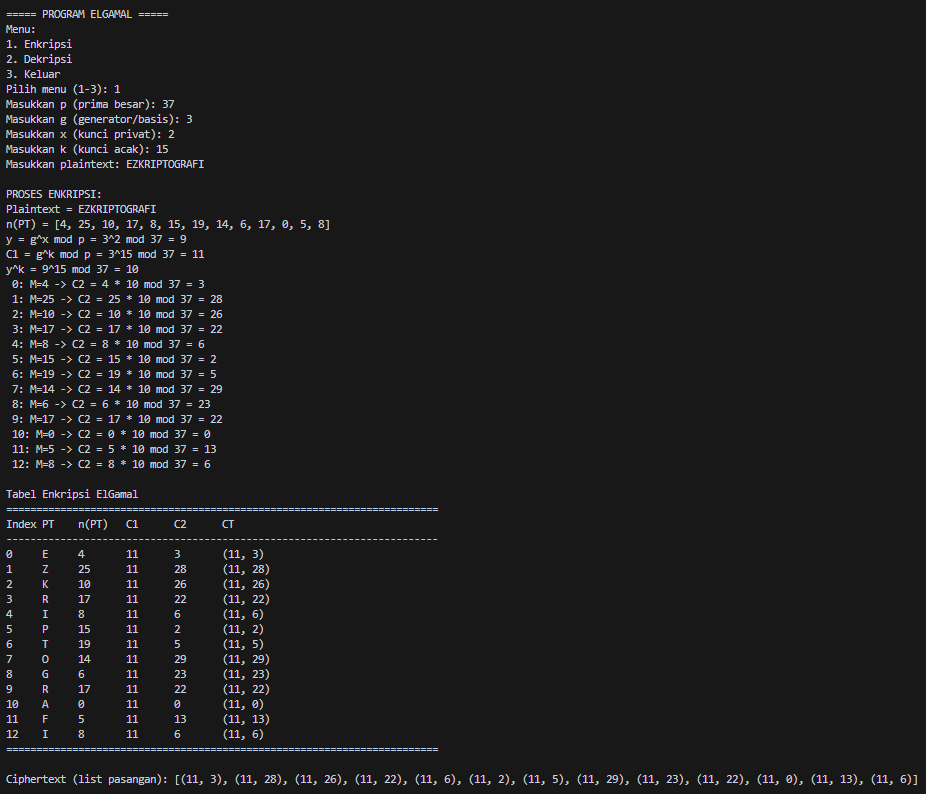 ===== PROGRAM ELGAMAL =====
Menu:
1. Enkripsi
2. Dekripsi
3. Keluar
Pilih menu (1-3): 1
Masukkan p (prima besar): 37
Masukkan g (generator/basis): 3
Masukkan x (kunci privat): 2
Masukkan k (kunci acak): 15
Masukkan plaintext: EZKRIPTOGRAFI
PROSES ENKRIPSI:
Plaintext = EZKRIPTOGRAFI
n(PT) = [4, 25, 10, 17, 8, 15, 19, 14, 6, 17, 0, 5, 8]
y = g^x mod p = 3^2 mod 37 = 9
C1 = g^k mod p = 3^15 mod 37 = 11
y^k = 9^15 mod 37 = 10
0: M=4 -> C2 = 4 * 10 mod 37 = 3
1: M=25 -> C2 = 25 * 10 mod 37 = 28
2: M=10 -> C2 = 10 * 10 mod 37 = 26
3: M=17 -> C2 = 17 * 10 mod 37 = 22
4: M=8 -> C2 = 8 * 10 mod 37 = 6
5: M=15 -> C2 = 15 * 10 mod 37 = 2
6: M=19 -> C2 = 19 * 10 mod 37 = 5
7: M=14 -> C2 = 14 * 10 mod 37 = 29
8: M=6 -> C2 = 6 * 10 mod 37 = 23
9: M=17 -> C2 = 17 * 10 mod 37 = 22
10: M=0 -> C2 = 0 * 10 mod 37 = 0
11: M=5 -> C2 = 5 * 10 mod 37 = 13
12: M=8 -> C2 = 8 * 10 mod 37 = 6
Tabel Enkripsi ElGamal
========================================================================
Index PT n(PT) C1 C2 CT
------------------------------------------------------------------------
0 E 4 11 3 (11, 3)
1 Z 25 11 28 (11, 28)
2 K 10 11 26 (11, 26)
3 R 17 11 22 (11, 22)
4 I 8 11 6 (11, 6)
5 P 15 11 2 (11, 2)
6 T 19 11 5 (11, 5)
7 O 14 11 29 (11, 29)
8 G 6 11 23 (11, 23)
9 R 17 11 22 (11, 22)
10 A 0 11 0 (11, 0)
11 F 5 11 13 (11, 13)
12 I 8 11 6 (11, 6)
========================================================================
Ciphertext (list pasangan): [(11, 3), (11, 28), (11, 26), (11, 22), (11, 6), (11, 2), (11, 5), (11, 29), (11, 23), (11, 22), (11, 0), (11, 13), (11, 6)]